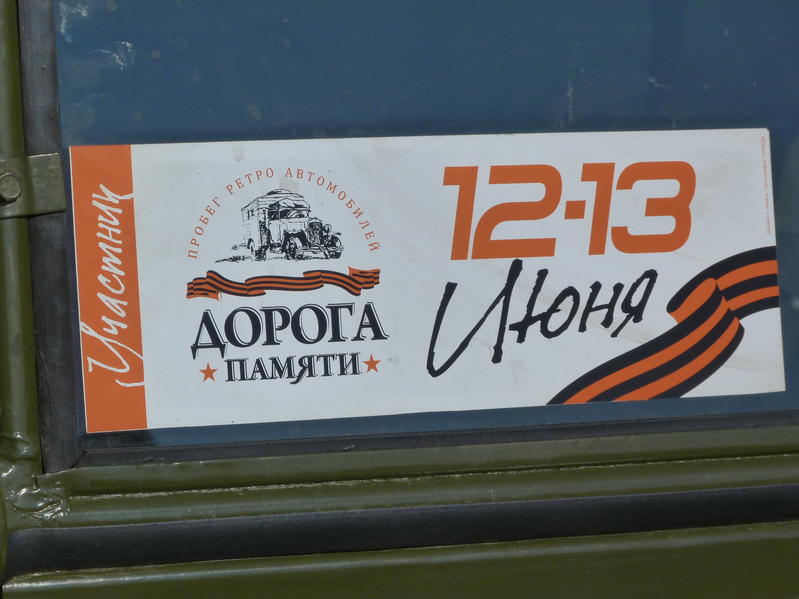 Участник
ПРОБЕГ РЕТРО АВТОМОБИЛЕЙ
ДОРОГА
ПАМЯТИ
12-13
Июня